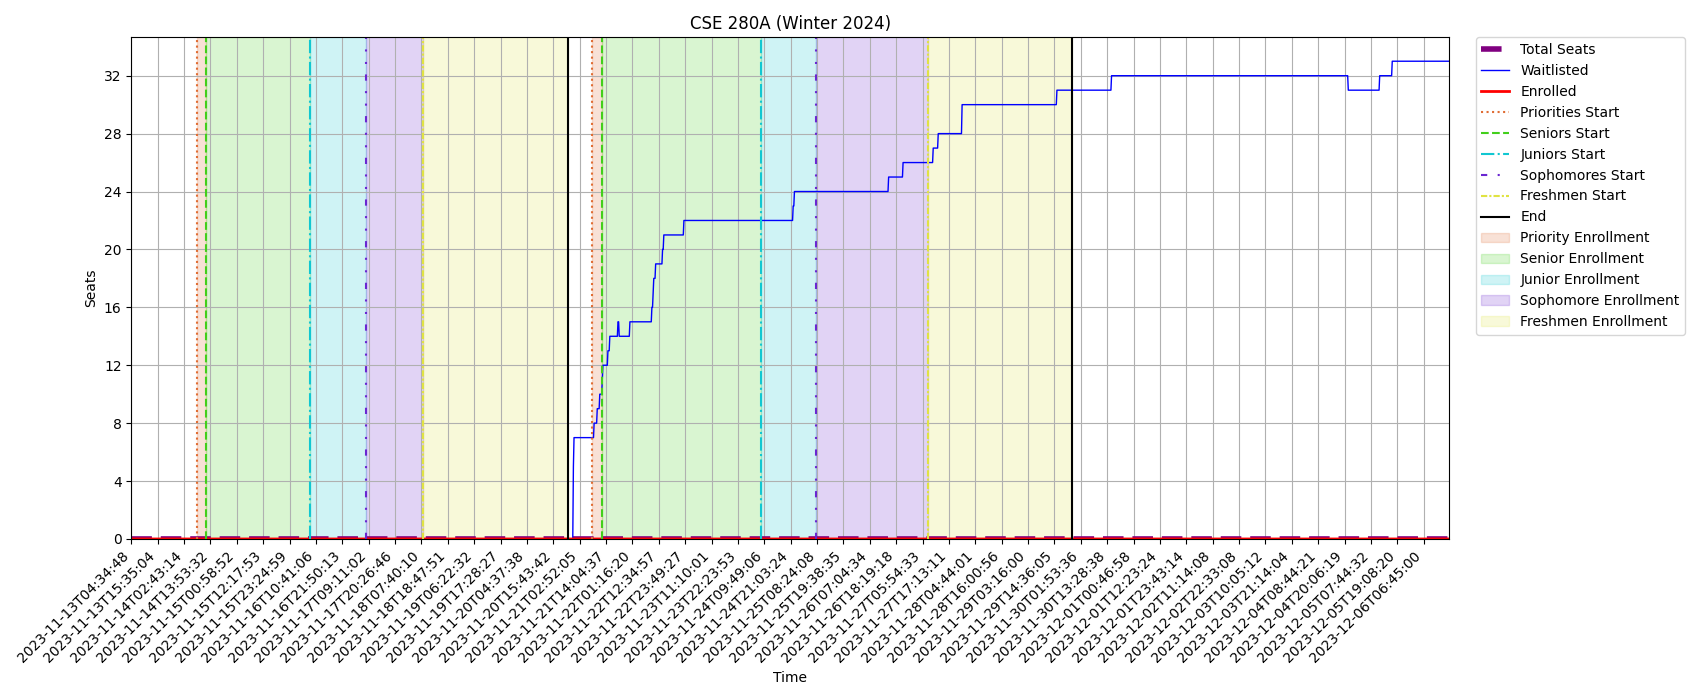 CSE 280A (Winter 2024)
Seats
32
28
24
20
16
12
8
4
0
2023-11-13T04:34:48
2023-11-13T15:35:04
2023-11-14T02:43:14
2023-11-14T13:53:32
2023-11-15T00:58:52
2023-11-15T12:17:53
2023-11-15T23:24:59
2023-11-16T10:41:06
2023-11-16T21:50:13
2023-11-17T09:11:02
2023-11-17T20:26:46
2023-11-18T07:40:10
2023-11-18T18:47:51
2023-11-19T06:22:32
2023-11-19T17:28:27
2023-11-20T04:37:38
2023-11-20T15:43:42
2023-11-21T02:52:05
2023-11-21T14:04:37
2023-11-22T01:16:20
2023-11-22T12:34:57
2023-11-22T23:49:27
2023-11-23T11:10:01
2023-11-23T22:23:53
2023-11-24T09:49:06
2023-11-24T21:03:24
2023-11-25T08:24:08
2023-11-25T19:38:35
2023-11-26T07:04:34
2023-11-26T18:19:18
2023-11-27T05:54:33
2023-11-27T17:13:11
2023-11-28T04:44:01
2023-11-28T16:00:56
2023-11-29T03:16:00
2023-11-29T14:36:05
2023-11-30T01:53:36
2023-11-30T13:28:38
2023-12-01T00:46:58
2023-12-01T12:23:24
2023-12-01T23:43:14
2023-12-02T11:14:08
2023-12-02T22:33:08
2023-12-03T10:05:12
2023-12-03T21:14:04
2023-12-04T08:44:21
2023-12-04T20:06:19
2023-12-05T07:44:32
2023-12-05T19:08:20
2023-12-06T06:45:00
Time
Total Seats
Waitlisted
Enrolled
Priorities Start
Seniors Start
Juniors Start
Sophomores Start
Freshmen Start
End
Priority Enrollment
Senior Enrollment
Junior Enrollment
Sophomore Enrollment
Freshmen Enrollment